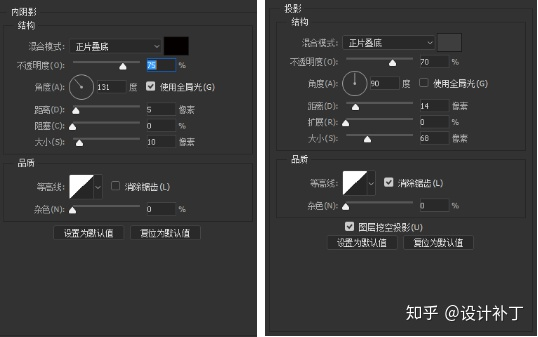 内阴影
结构
混合模式: 正片叠底
不透明度(O): 75 %
角度(A): 131 度 使用全局光(G)
距离(D): 5 像素
阻塞(C): 0 %
大小(S): 10 像素
品质
等高线: 消除锯齿(L)
杂色(N): 0 %
设置为默认值 复位为默认值
投影
结构
混合模式: 正片叠底
不透明度(O): 70 %
角度(A): 90 度 使用全局光(G)
距离(D): 14 像素
扩展(R): 0 %
大小(S): 68 像素
品质
等高线: 消除锯齿(L)
杂色(N): 0 %
图层挖空投影(U)
设置为默认值 复位为默认值
知乎 @设计补丁